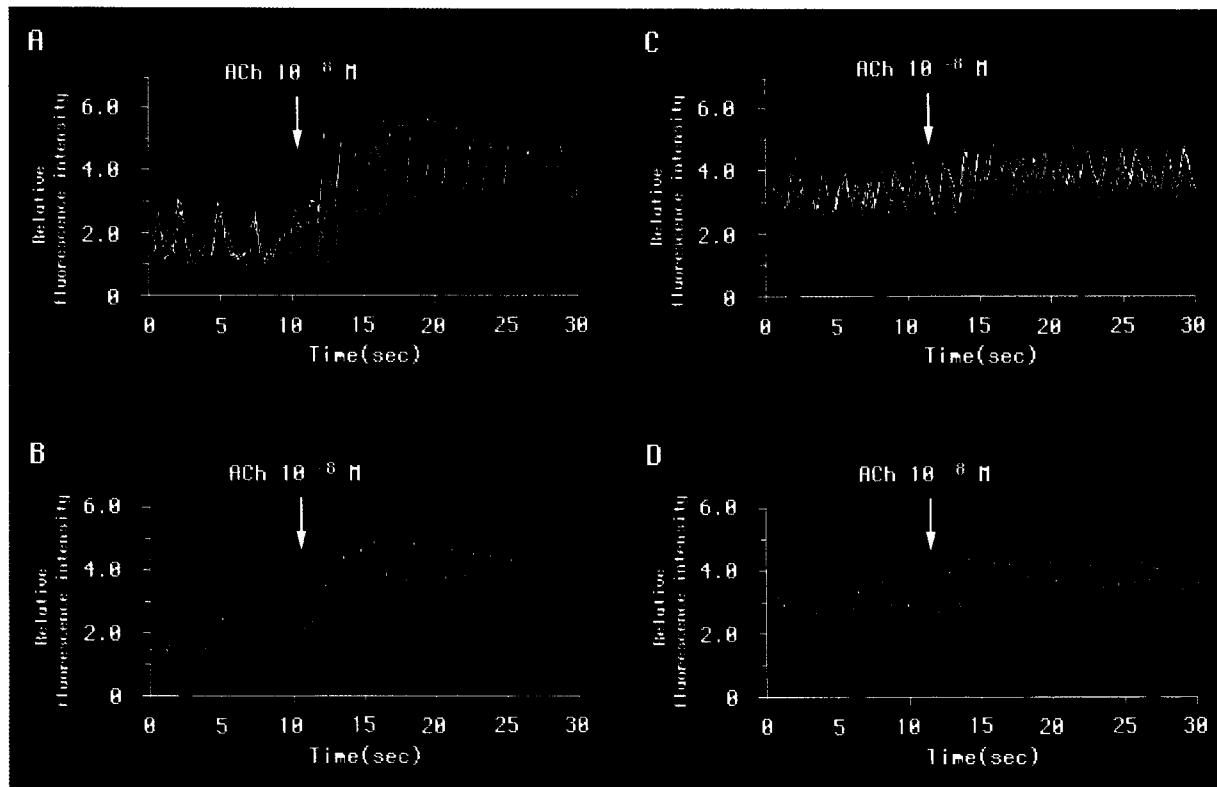 A
ACh 10 -8 M
6.0
4.0
2.0
0
Relative
fluorescence intensity
0 5 10 15 20 25 30
Time(sec)
C
ACh 10 -8 M
6.0
4.0
2.0
0
Relative
fluorescence intensity
0 5 10 15 20 25 30
Time(sec)
B
ACh 10 -8 M
6.0
4.0
2.0
0
Relative
fluorescence intensity
0 5 10 15 20 25 30
Time(sec)
D
ACh 10 -8 M
6.0
4.0
2.0
0
Relative
fluorescence intensity
0 5 10 15 20 25 30
Time(sec)